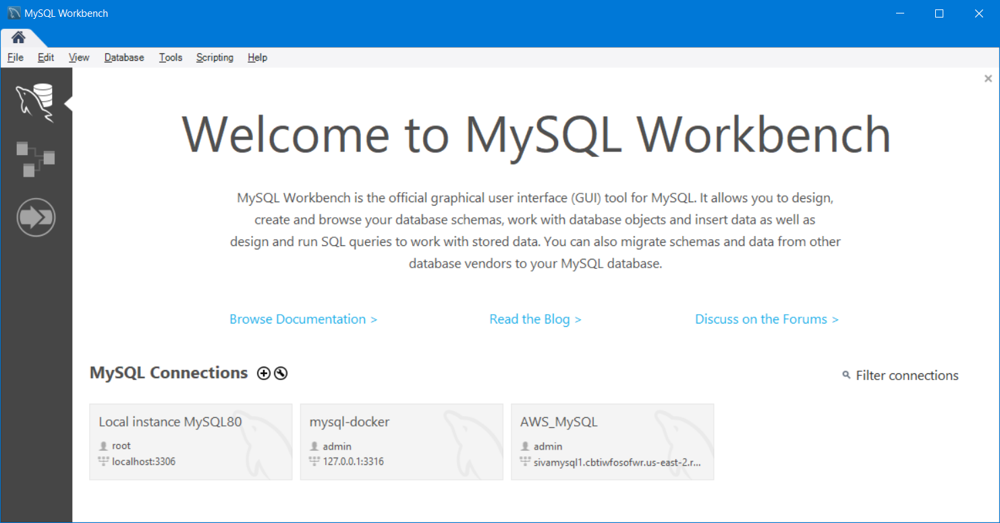 MySQL Workbench
File Edit View Database Tools Scripting Help
Welcome to MySQL Workbench
MySQL Workbench is the official graphical user interface (GUI) tool for MySQL. It allows you to design,
create and browse your database schemas, work with database objects and insert data as well as
design and run SQL queries to work with stored data. You can also migrate schemas and data from other
database vendors to your MySQL database.
Browse Documentation > Read the Blog > Discuss on the Forums >
MySQL Connections
Filter connections
Local instance MySQL80
root
localhost:3306
mysql-docker
admin
127.0.0.1:3316
AWS_MySQL
admin
sivamysql1.cbtiwfosofwr.us-east-2.r...